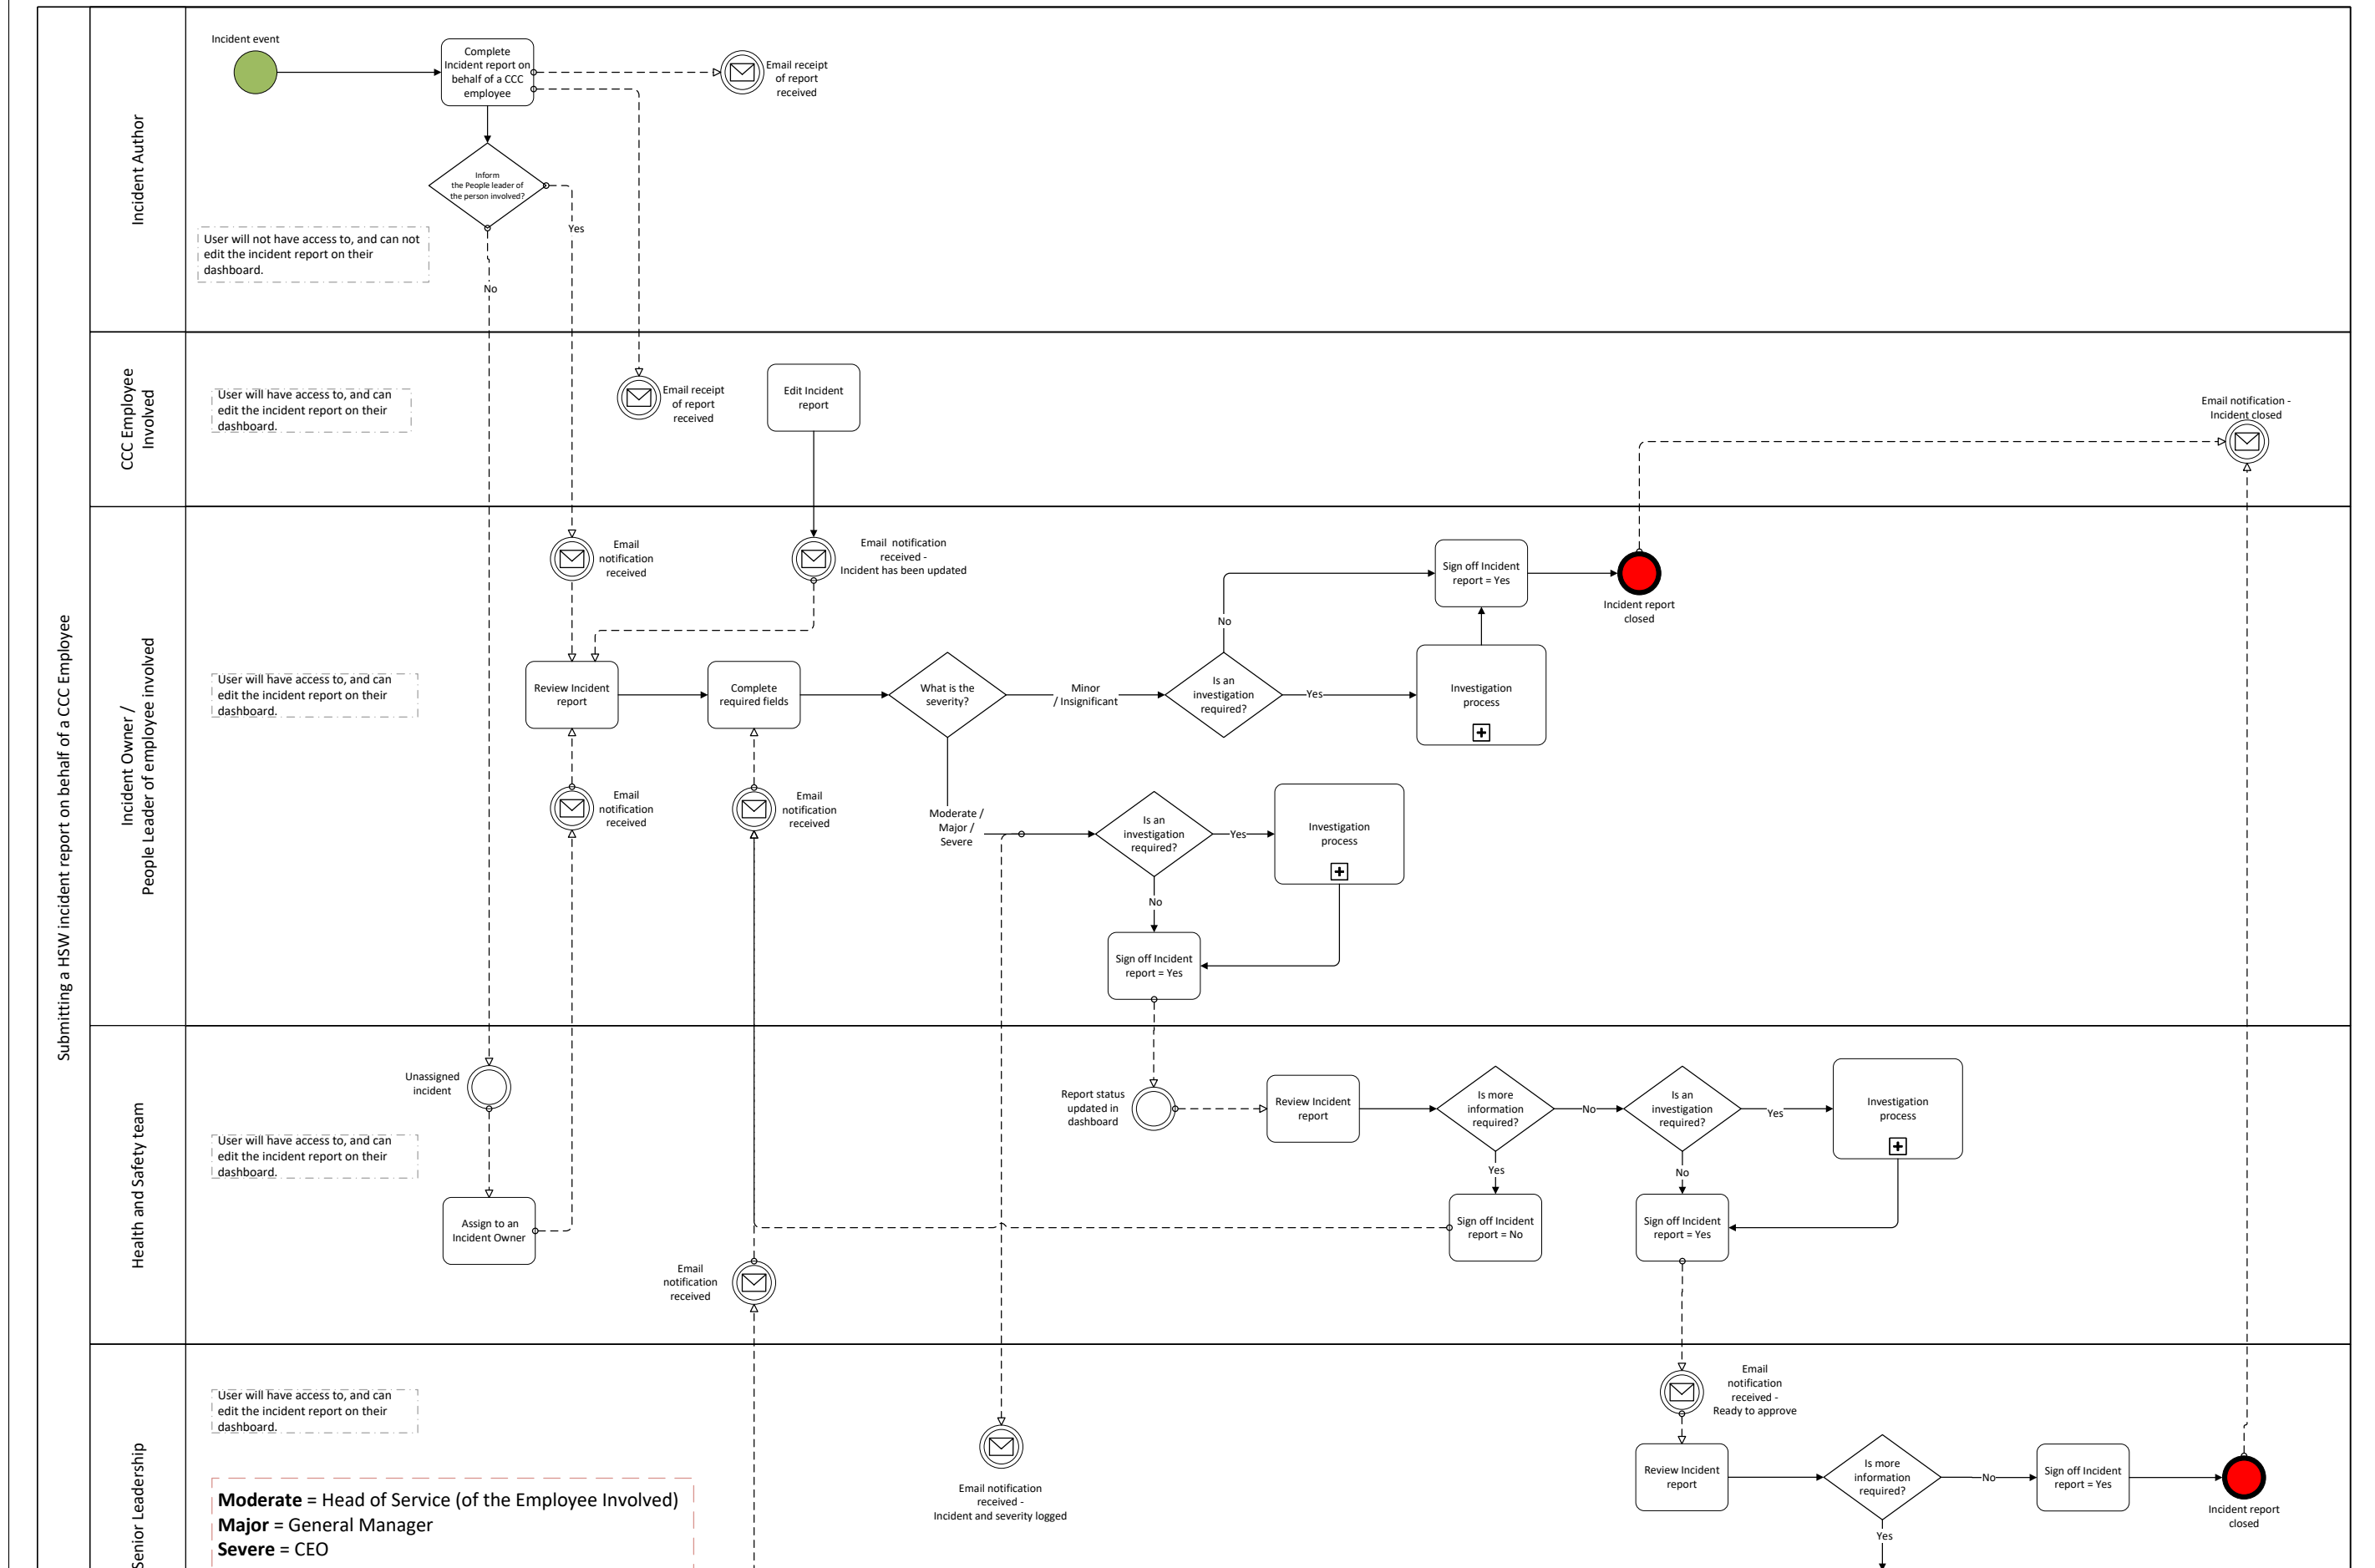 Submitting a HSW incident report on behalf of a CCC Employee
Incident Author
Incident event
Complete
Incident report on
behalf of a CCC
employee
Email receipt
of report
received
Inform
the People leader of
the person involved?
Yes
No
User will not have access to, and can not
edit the incident report on their
dashboard.
CCC Employee
Involved
User will have access to, and can
edit the incident report on their
dashboard.
Email receipt
of report
received
Edit Incident
report
Email notification -
Incident closed
Incident Owner /
People Leader of employee involved
Email
notification
received
Email notification
received -
Incident has been updated
Sign off Incident
report = Yes
Incident report
closed
No
User will have access to, and can
edit the incident report on their
dashboard.
Review Incident
report
Complete
required fields
What is the
severity?
Minor
/ Insignificant
Is an
investigation
required?
Yes
Investigation
process
Email
notification
received
Email
notification
received
Moderate /
Major /
Severe
Is an
investigation
required?
Yes
Investigation
process
No
Sign off Incident
report = Yes
Health and Safety team
Unassigned
incident
User will have access to, and can
edit the incident report on their
dashboard.
Assign to an
Incident Owner
Email
notification
received
Report status
updated in
dashboard
Review Incident
report
Is more
information
required?
No
Is an
investigation
required?
Yes
Investigation
process
Yes
No
Sign off Incident
report = No
Sign off Incident
report = Yes
Senior Leadership
User will have access to, and can
edit the incident report on their
dashboard.
Moderate = Head of Service (of the Employee Involved)
Major = General Manager
Severe = CEO
Email notification
received -
Incident and severity logged
Email
notification
received -
Ready to approve
Review Incident
report
Is more
information
required?
No
Sign off Incident
report = Yes
Incident report
closed
Yes